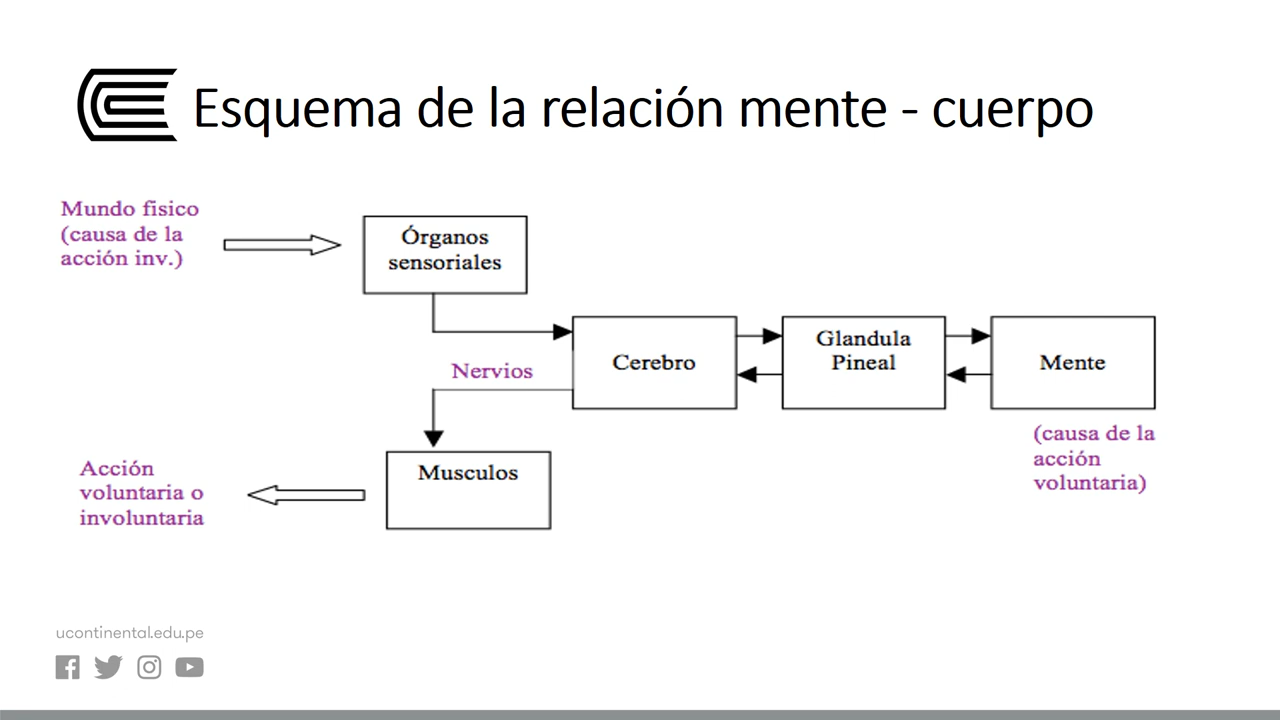 Esquema de la relación mente - cuerpo
Mundo fisico
(causa de la
acción inv.)
Órganos
sensoriales
Nervios
Cerebro
Glandula
Pineal
Mente
(causa de la
acción
voluntaria)
Musculos
Acción
voluntaria o
involuntaria
ucontinental.edu.pe